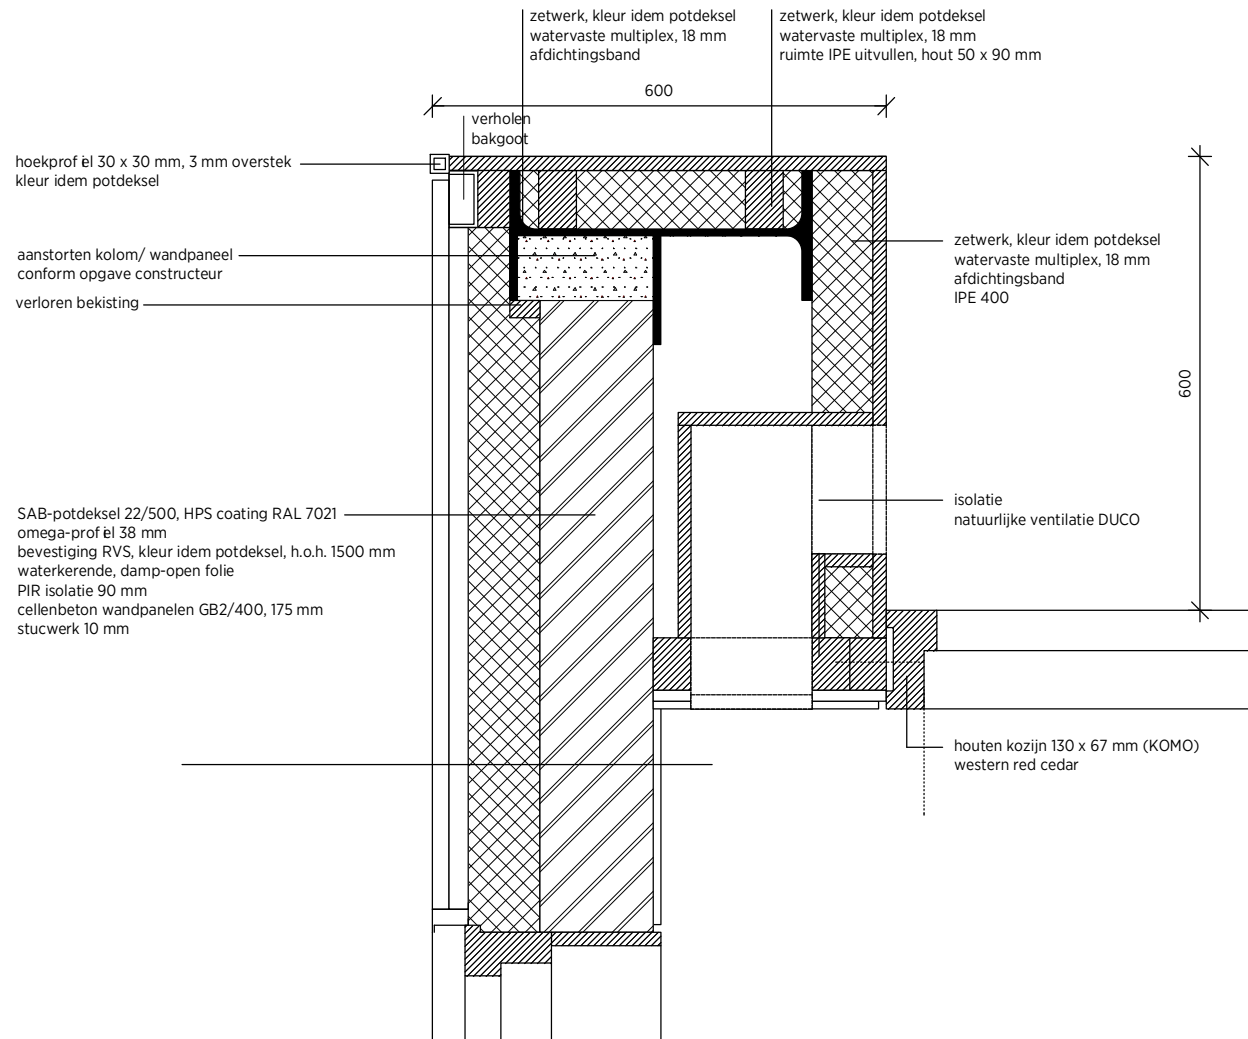 zetwerk, kleur idem potdeksel
watervaste multiplex, 18 mm
afdichtingsband
zetwerk, kleur idem potdeksel
watervaste multiplex, 18 mm
ruimte IPE uitvullen, hout 50 x 90 mm
600
verholen
bakgoot
hoekprofiel 30 x 30 mm, 3 mm overstek
kleur idem potdeksel
aanstorten kolom/ wandpaneel
conform opgave constructeur
verloren bekisting
zetwerk, kleur idem potdeksel
watervaste multiplex, 18 mm
afdichtingsband
IPE 400
600
SAB-potdeksel 22/500, HPS coating RAL 7021
omega-profiel 38 mm
bevestiging RVS, kleur idem potdeksel, h.o.h. 1500 mm
waterkerende, damp-open folie
PIR isolatie 90 mm
cellenbeton wandpanelen GB2/400, 175 mm
stucwerk 10 mm
isolatie
natuurlijke ventilatie DUCO
houten kozijn 130 x 67 mm (KOMO)
western red cedar